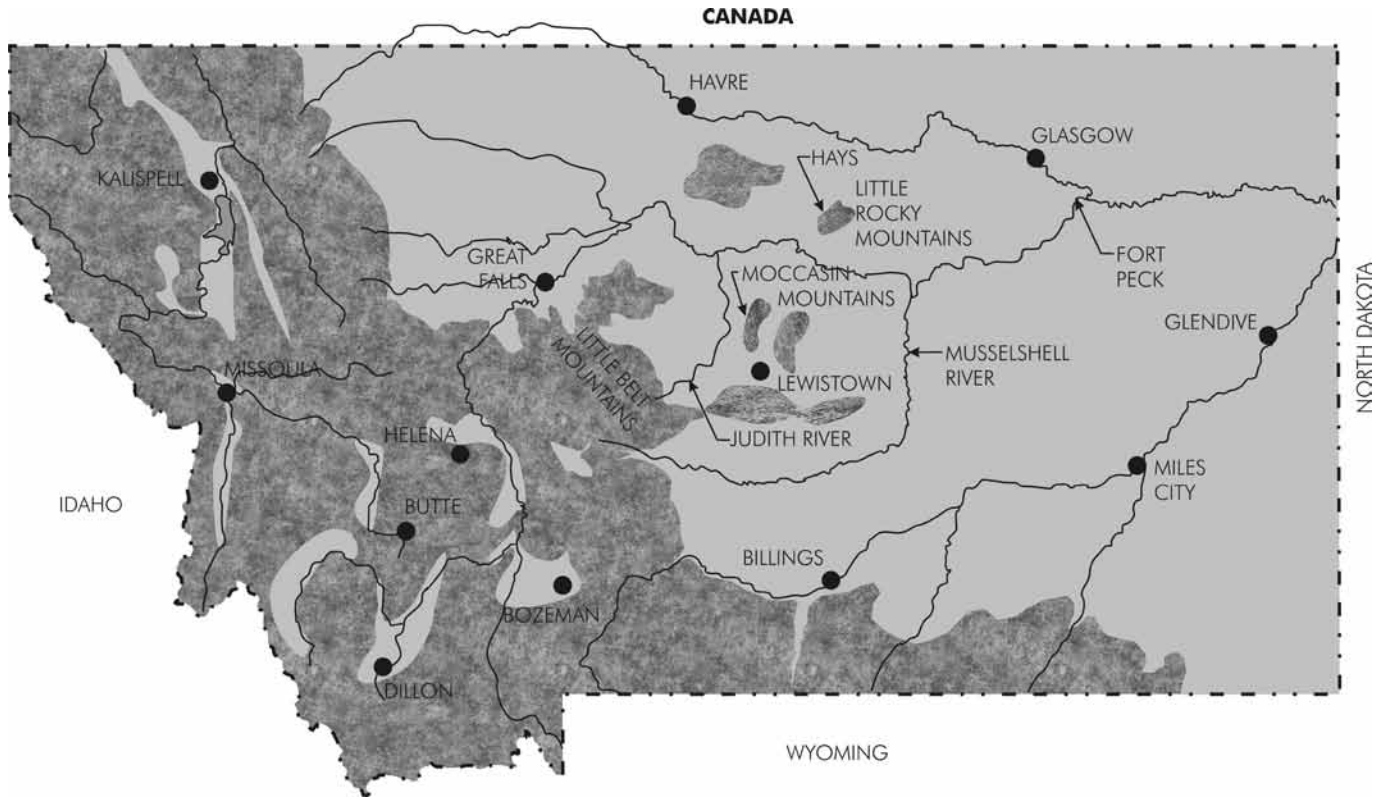 CANADA
HAVRE
GLASGOW
HAYS
KALISPELL
LITTLE
ROCKY
MOUNTAINS
GREAT
FALLS
FORT
PECK
MOCCASIN
MOUNTAINS
GLENDIVE
NORTH DAKOTA
LITTLE BELT
MOUNTAINS
MUSSELSHELL
RIVER
MISSOULA
LEWISTOWN
HELENA
JUDITH RIVER
MILES
CITY
IDAHO
BUTTE
BILLINGS
BOZEMAN
DILLON
WYOMING